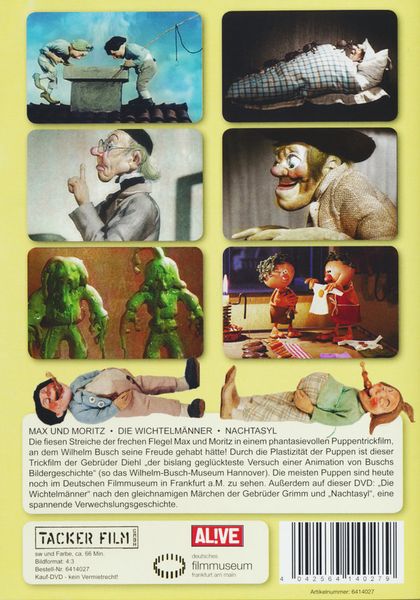 MAX UND MORITZ • DIE WICHTELMÄNNER • NACHTASYL
Die fiesen Streiche der frechen Flegel Max und Moritz in einem phantasievollen Puppentrickfilm,
an dem Wilhelm Busch seine Freude gehabt hätte! Durch die Plastizität der Puppen ist dieser
Trickfilm der Gebrüder Diehl „der bislang geglückteste Versuch einer Animation von Buschs
Bildergeschichte" (so das Wilhelm-Busch-Museum Hannover). Die meisten Puppen sind heute
noch im Deutschen Filmmuseum in Frankfurt a.M. zu sehen. Außerdem auf dieser DVD: „Die
Wichtelmänner" nach den gleichnamigen Märchen der Gebrüder Grimm und „Nachtasyl", eine
spannende Verwechslungsgeschichte.
TACKER FILM GMBH
sw und Farbe, ca. 66 Min.
Bildformat: 4:3
Bestell-Nr. 6414027
Kauf-DVD - kein Vermietrecht!
AL!VE
deutsches
filmmuseum
frankfurt am main
4 042564 140279
Artikelnummer: 6414027